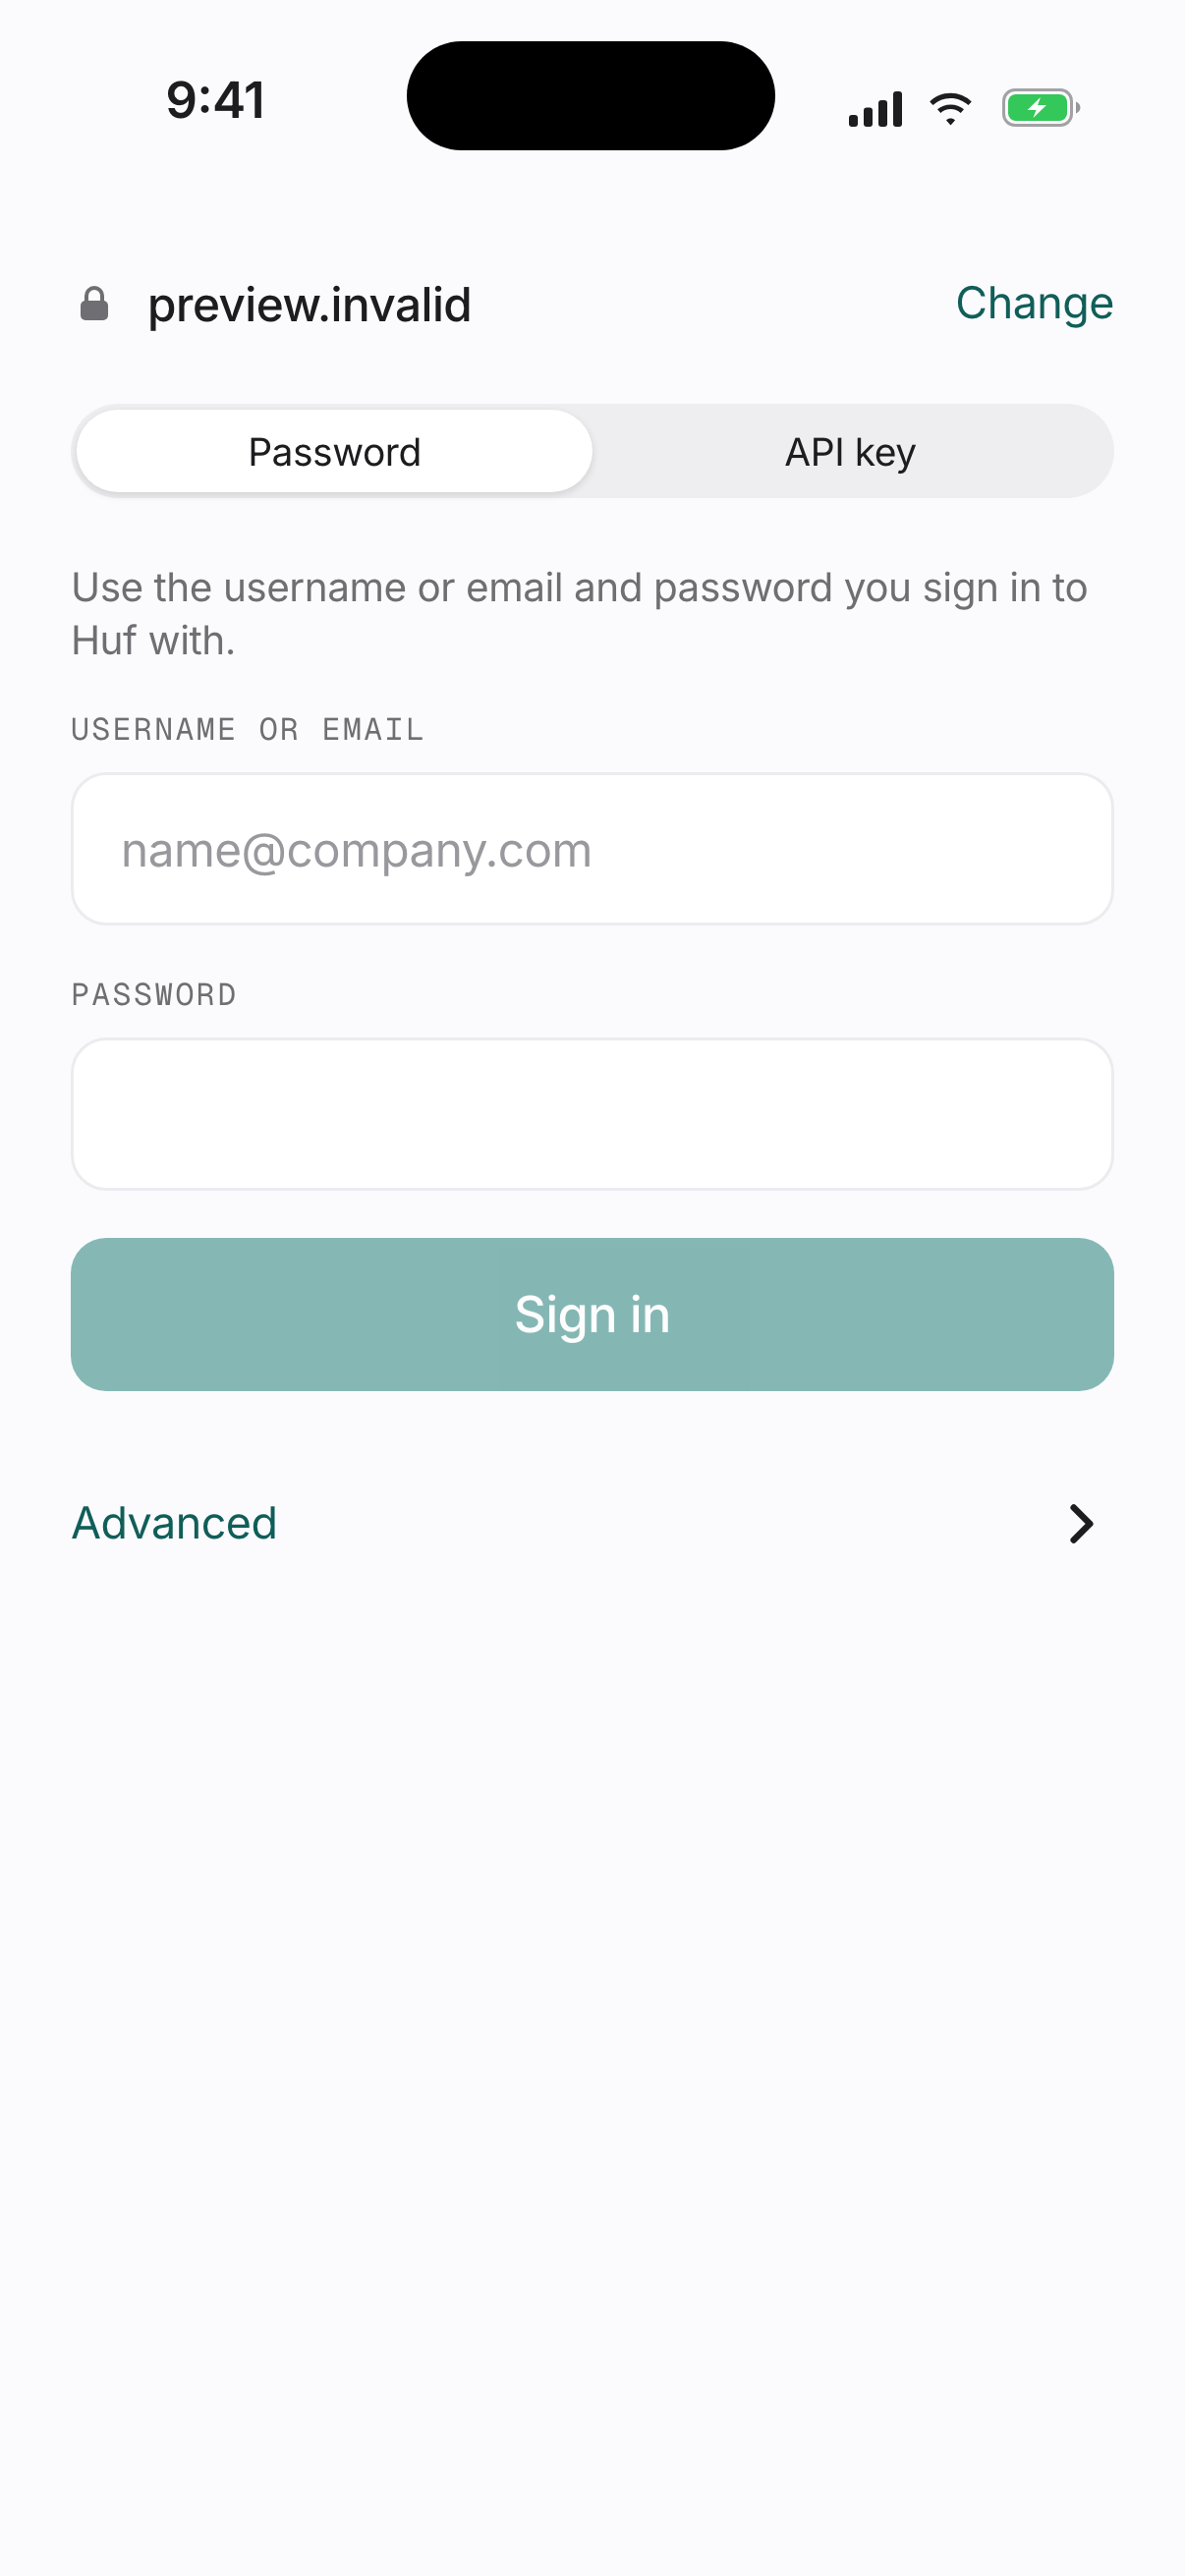 9:41
preview.invalid
Change
Password
API key
Use the username or email and password you sign in to
Huf with.
USERNAME OR EMAIL
name@company.com
PASSWORD
Sign in
Advanced